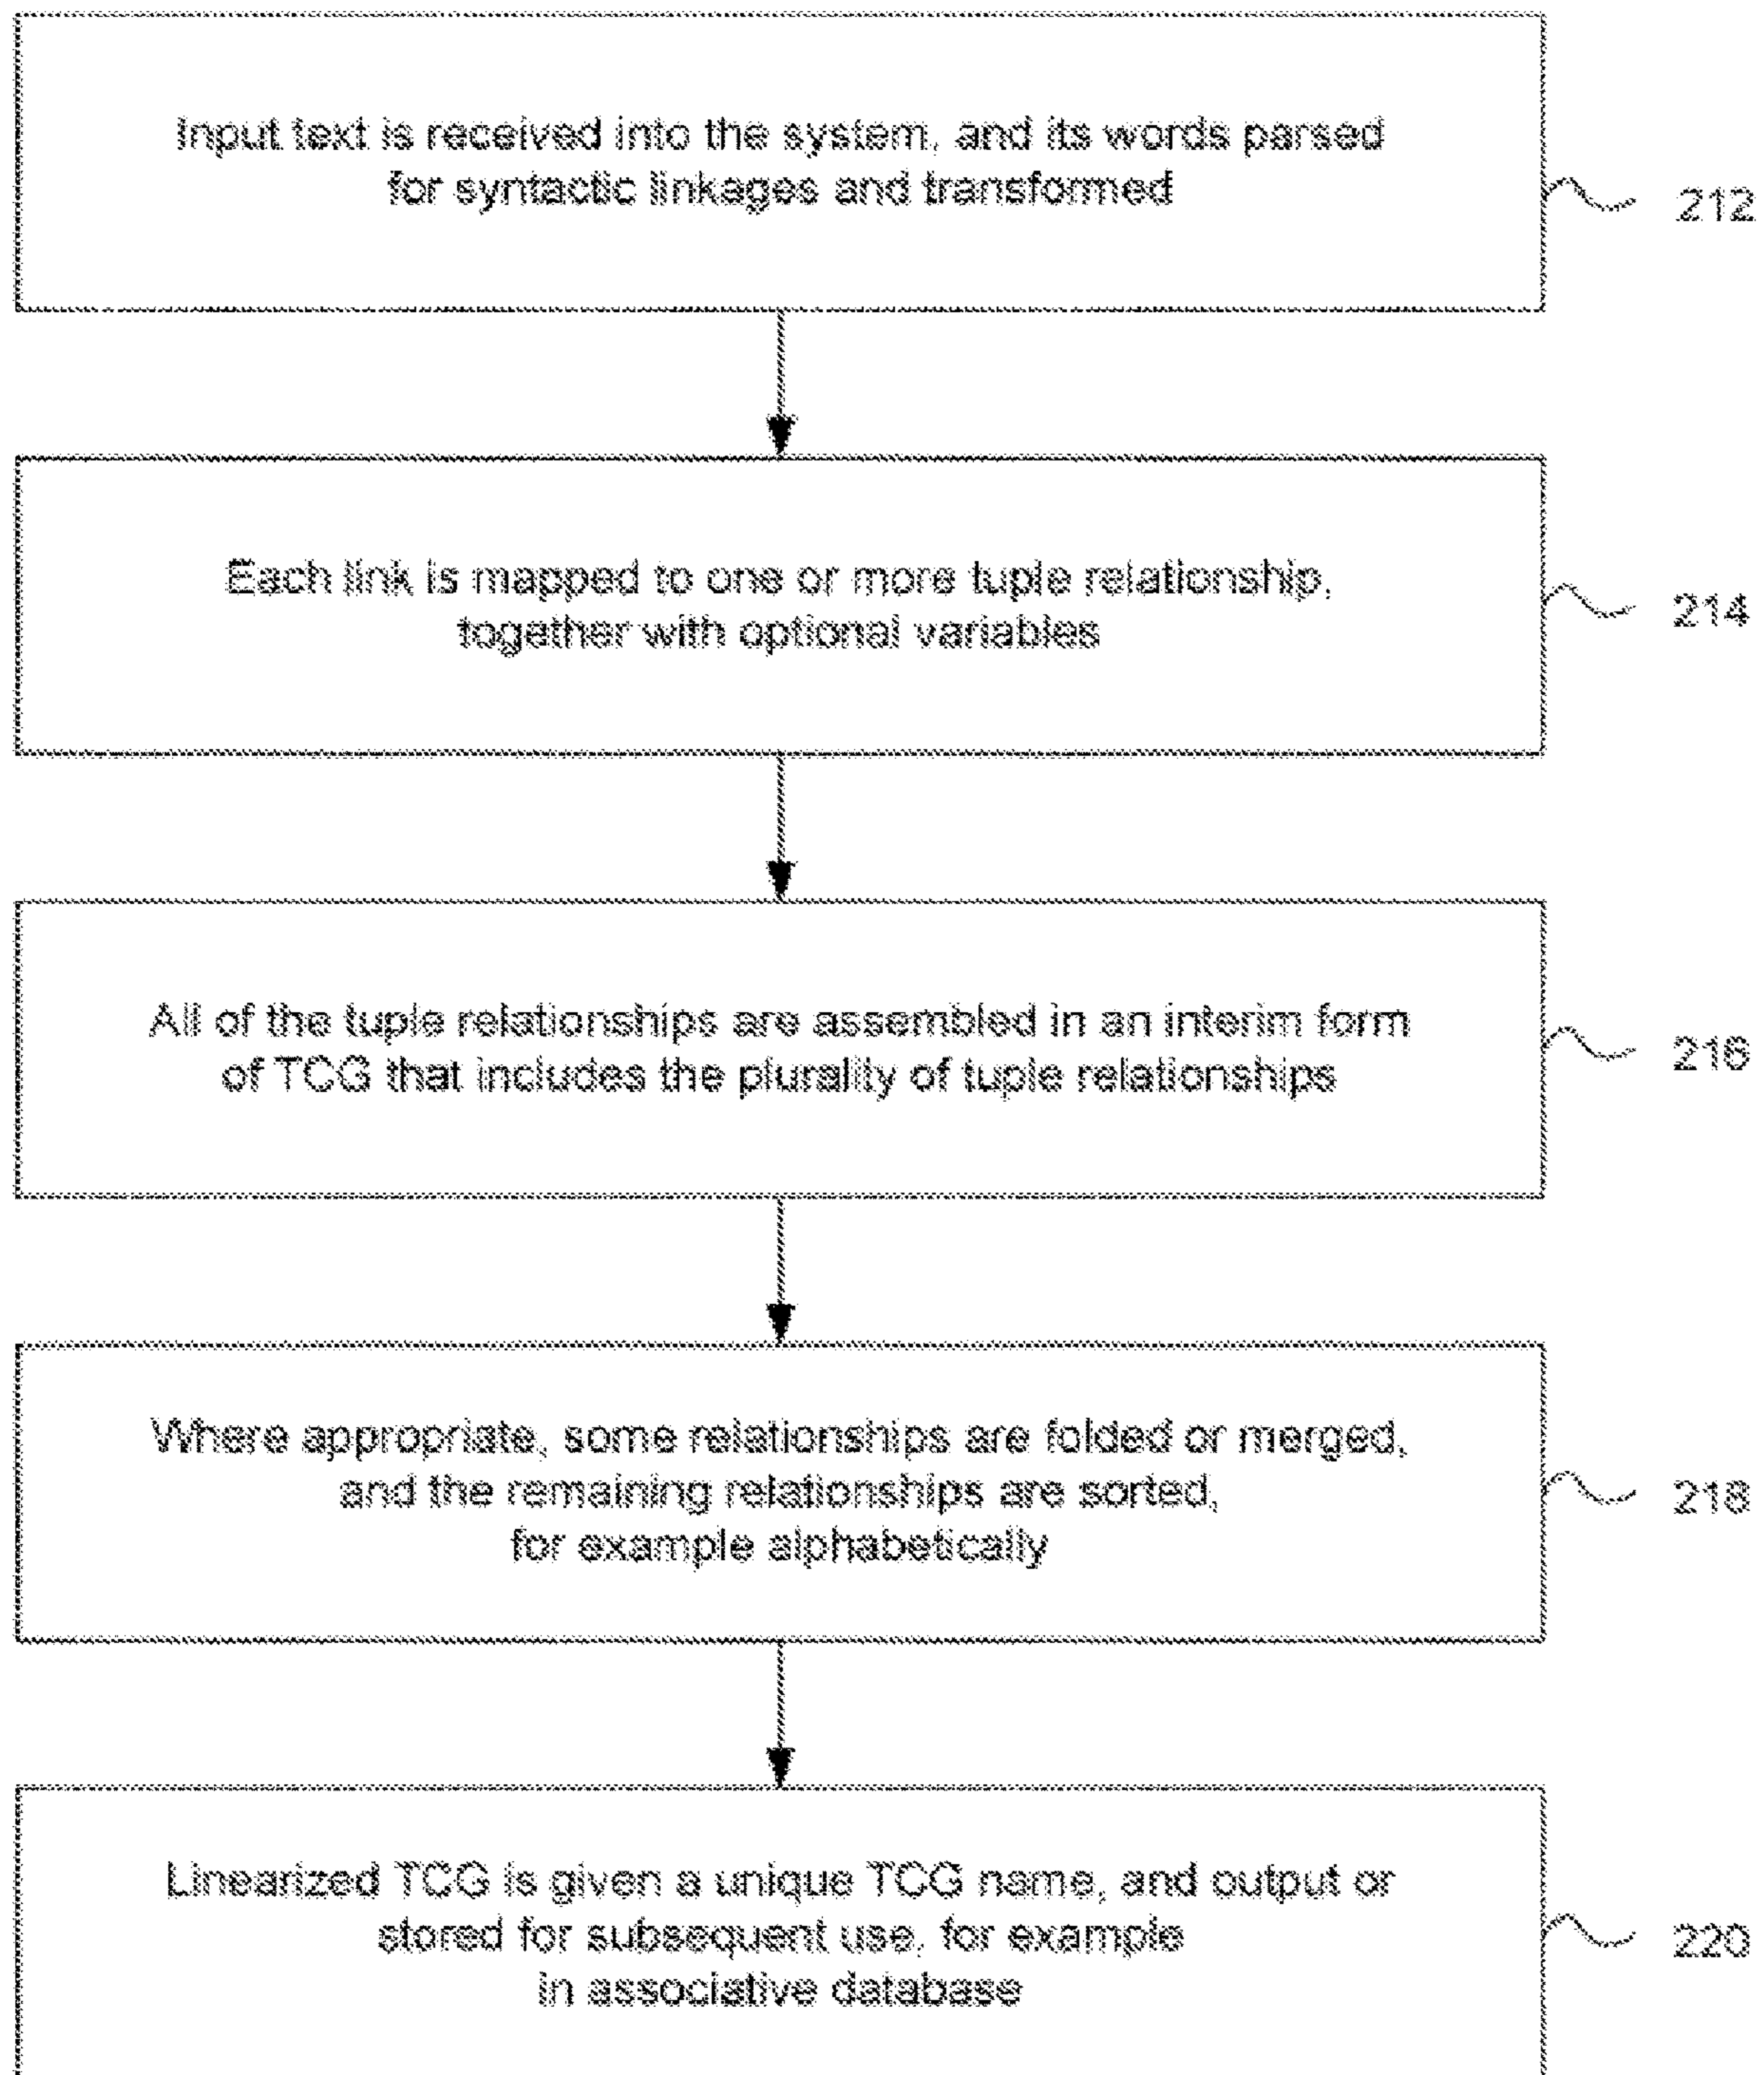 Input text is received into the system, and its words parsed
for syntactic linkages and transformed
212
Each link is mapped to one or more tuple relationship,
together with optional variables
214
All of the tuple relationships are assembled in an interim form
of TCG that includes the plurality of tuple relationships
216
Where appropriate, some relationships are folded or merged,
and the remaining relationships are sorted,
for example alphabetically
218
Linearized TCG is given a unique TCG name, and output or
stored for subsequent use, for example
in associative database
220